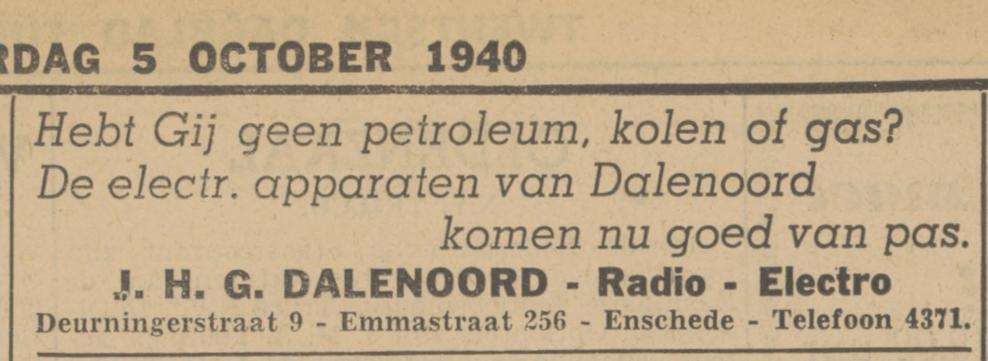 RDAG 5 OCTOBER 1940
Hebt Gij geen petroleum, kolen of gas?
De electr. apparaten van Dalenoord
komen nu goed van pas.
J. H. G. DALENOORD - Radio - Electro
Deurningerstraat 9 - Emmastraat 256 - Enschede - Telefoon 4371.